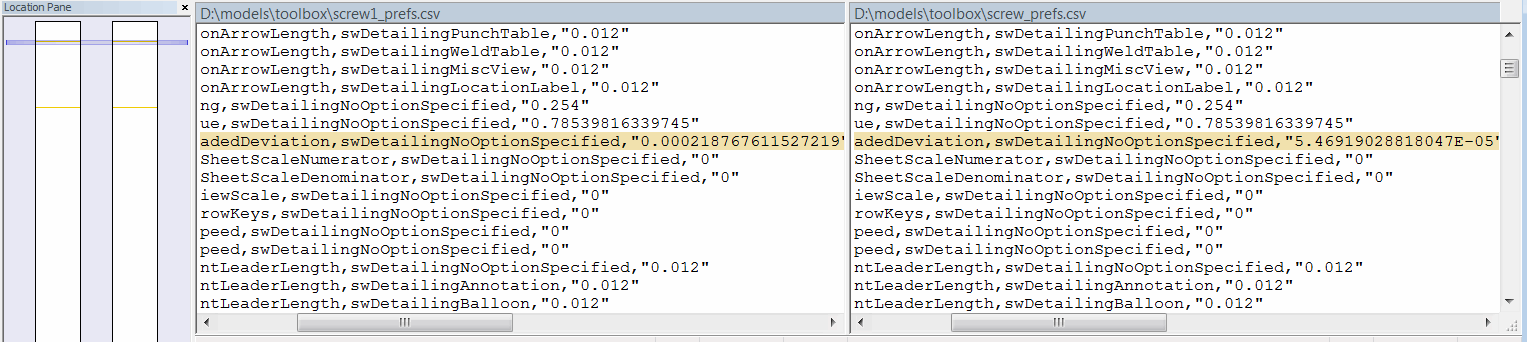 Location Pane
D:\models\toolbox\screw1_prefs.csv
onArrowLength,swDetailingPunchTable,"0.012"
onArrowLength,swDetailingWeldTable,"0.012"
onArrowLength,swDetailingMiscView,"0.012"
onArrowLength,swDetailingLocationLabel,"0.012"
ng,swDetailingNoOptionSpecified,"0.254"
ue,swDetailingNoOptionSpecified,"0.78539816339745"
adedDeviation,swDetailingNoOptionSpecified,"0.000218767611527219"
SheetScaleNumerator,swDetailingNoOptionSpecified,"0"
SheetScaleDenominator,swDetailingNoOptionSpecified,"0"
iewScale,swDetailingNoOptionSpecified,"0"
rowKeys,swDetailingNoOptionSpecified,"0"
peed,swDetailingNoOptionSpecified,"0"
peed,swDetailingNoOptionSpecified,"0"
ntLeaderLength,swDetailingNoOptionSpecified,"0.012"
ntLeaderLength,swDetailingAnnotation,"0.012"
ntLeaderLength,swDetailingBalloon,"0.012"
D:\models\toolbox\screw_prefs.csv
onArrowLength,swDetailingPunchTable,"0.012"
onArrowLength,swDetailingWeldTable,"0.012"
onArrowLength,swDetailingMiscView,"0.012"
onArrowLength,swDetailingLocationLabel,"0.012"
ng,swDetailingNoOptionSpecified,"0.254"
ue,swDetailingNoOptionSpecified,"0.78539816339745"
adedDeviation,swDetailingNoOptionSpecified,"5.46919028818047E-05"
SheetScaleNumerator,swDetailingNoOptionSpecified,"0"
SheetScaleDenominator,swDetailingNoOptionSpecified,"0"
iewScale,swDetailingNoOptionSpecified,"0"
rowKeys,swDetailingNoOptionSpecified,"0"
peed,swDetailingNoOptionSpecified,"0"
peed,swDetailingNoOptionSpecified,"0"
ntLeaderLength,swDetailingNoOptionSpecified,"0.012"
ntLeaderLength,swDetailingAnnotation,"0.012"
ntLeaderLength,swDetailingBalloon,"0.012"